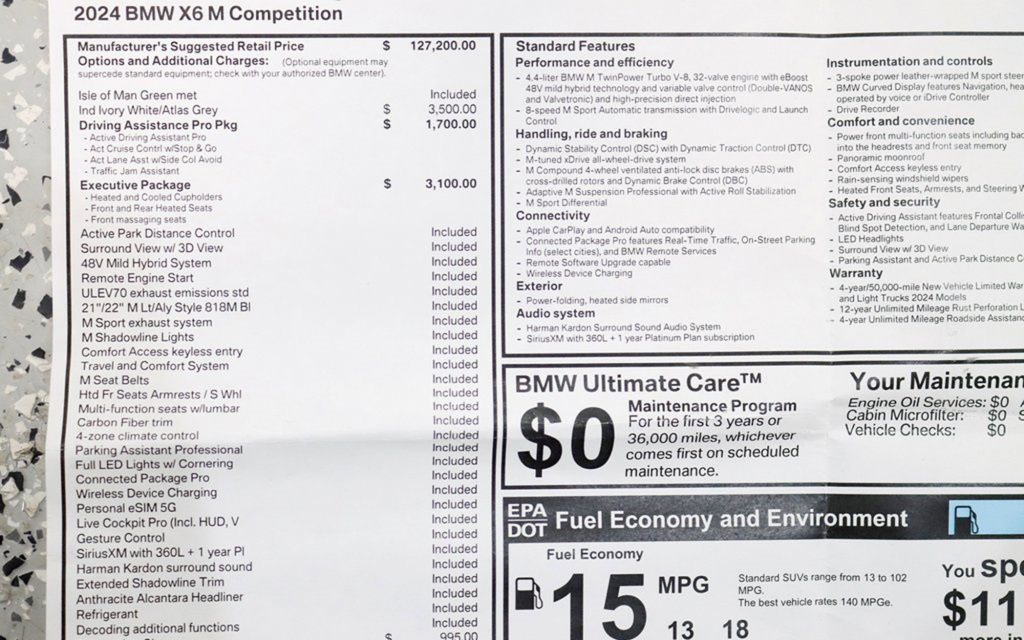 2024 BMW X6 M Competition
Manufacturer's Suggested Retail Price $ 127,200.00
Options and Additional Charges: (Optional equipment may
supercede standard equipment; check with your authorized BMW center).
Isle of Man Green met Included
Ind Ivory White/Atlas Grey $ 3,500.00
Driving Assistance Pro Pkg $ 1,700.00
- Active Driving Assistant Pro
- Act Cruise Contrl w/Stop & Go
- Act Lane Asst w/Side Col Avoid
- Traffic Jam Assistant
Executive Package $ 3,100.00
- Heated and Cooled Cupholders
- Front and Rear Heated Seats
- Front massaging seats
Active Park Distance Control Included
Surround View w/ 3D View Included
48V Mild Hybrid System Included
Remote Engine Start Included
ULEV70 exhaust emissions std Included
21"/22" M Lt/Aly Style 818M Bl Included
M Sport exhaust system Included
M Shadowline Lights Included
Comfort Access keyless entry Included
Travel and Comfort System Included
M Seat Belts Included
Htd Fr Seats Armrests / S Whl Included
Multi-function seats w/lumbar Included
Carbon Fiber trim Included
4-zone climate control Included
Parking Assistant Professional Included
Full LED Lights w/ Cornering Included
Connected Package Pro Included
Wireless Device Charging Included
Personal eSIM 5G Included
Live Cockpit Pro (Incl. HUD, V Included
Gesture Control Included
SiriusXM with 360L + 1 year Pl Included
Harman Kardon surround sound Included
Extended Shadowline Trim Included
Anthracite Alcantara Headliner Included
Refrigerant Included
Decoding additional functions Included
$ 995.00
Standard Features
Performance and efficiency
- 4.4-liter BMW M TwinPower Turbo V-8, 32-valve engine with eBoost
48V mild hybrid technology and variable valve control (Double-VANOS
and Valvetronic) and high-precision direct injection
- 8-speed M Sport Automatic transmission with Drivelogic and Launch
Control
Handling, ride and braking
- Dynamic Stability Control (DSC) with Dynamic Traction Control (DTC)
- M-tuned xDrive all-wheel-drive system
- M Compound 4-wheel ventilated anti-lock disc brakes (ABS) with
cross-drilled rotors and Dynamic Brake Control (DBC)
- Adaptive M Suspension Professional with Active Roll Stabilization
- M Sport Differential
Connectivity
- Apple CarPlay and Android Auto compatibility
- Connected Package Pro features Real-Time Traffic, On-Street Parking
Info (select cities), and BMW Remote Services
- Remote Software Upgrade capable
- Wireless Device Charging
Exterior
- Power-folding, heated side mirrors
Audio system
- Harman Kardon Surround Sound Audio System
- SiriusXM with 360L + 1 year Platinum Plan subscription
Instrumentation and controls
- 3-spoke power leather-wrapped M sport steer
- BMW Curved Display features Navigation, hea
operated by voice or iDrive Controller
- Drive Recorder
Comfort and convenience
- Power front multi-function seats including bac
into the headrests and front seat memory
- Panoramic moonroof
- Comfort Access keyless entry
- Rain-sensing windshield wipers
- Heated Front Seats, Armrests, and Steering W
Safety and security
- Active Driving Assistant features Frontal Collis
Blind Spot Detection, and Lane Departure Wa
- LED Headlights
- Surround View w/ 3D View
- Parking Assistant and Active Park Distance C
Warranty
- 4-year/50,000-mile New Vehicle Limited War
and Light Trucks 2024 Models
- 12-year Unlimited Mileage Rust Perforation L
- 4-year Unlimited Mileage Roadside Assistanc
BMW Ultimate Care™
$0
Maintenance Program
For the first 3 years or
36,000 miles, whichever
comes first on scheduled
maintenance.
Your Maintenan
Engine Oil Services: $0
Cabin Microfilter: $0
Vehicle Checks: $0
EPA
DOT Fuel Economy and Environment
Fuel Economy
15 MPG
13 18
Standard SUVs range from 13 to 102
MPG.
The best vehicle rates 140 MPGe.
You spe
$11
more in